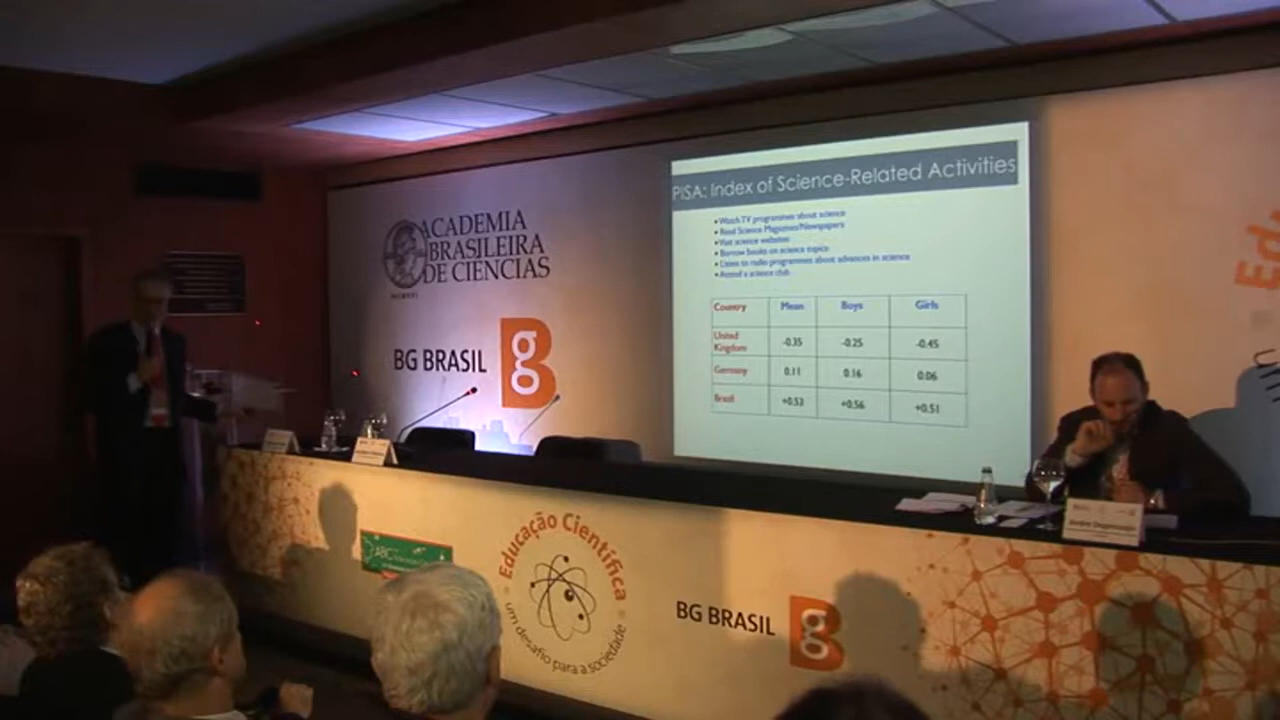 ACADEMIA
BRASILEIRA
DE CIENCIAS
BG BRASIL
BG
PISA: Index of Science-Related Activities
• Watch TV programmes about science
• Read Science Magazines/Newspapers
• Visit science websites
• Borrow books on science topics
• Listen to radio programmes about advances in science
• Attend a science club
Country Mean Boys Girls
United
Kingdom -0.35 -0.25 -0.45
Germany 0.11 0.16 0.06
Brazil +0.53 +0.56 +0.51
ABC
Educação Científica
um desafio para a sociedade
BG BRASIL
BG